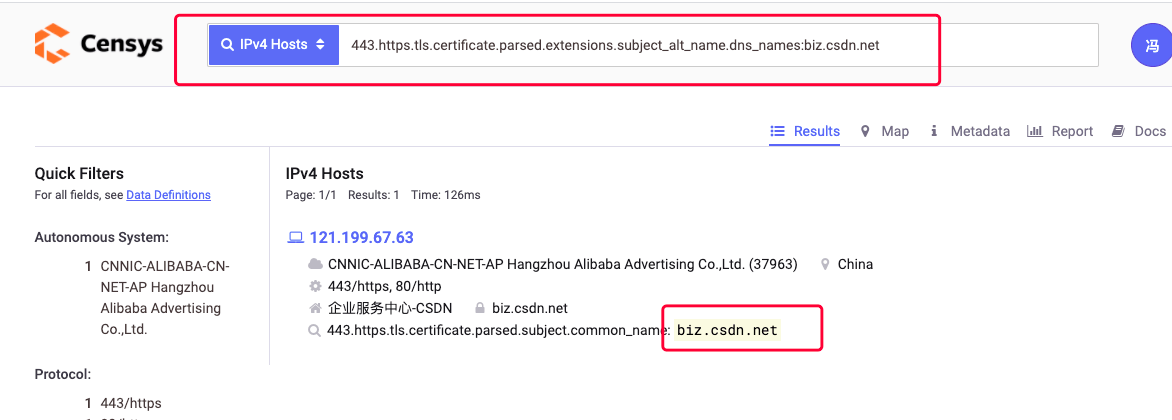 Censys
IPv4 Hosts
443.https.tls.certificate.parsed.extensions.subject_alt_name.dns_names:biz.csdn.net
冯
Results
Map
Metadata
Report
Docs
Quick Filters
For all fields, see Data Definitions
Autonomous System:
1 CNNIC-ALIBABA-CN-
NET-AP Hangzhou
Alibaba Advertising
Co.,Ltd.
Protocol:
1 443/https
IPv4 Hosts
Page: 1/1 Results: 1 Time: 126ms
121.199.67.63
CNNIC-ALIBABA-CN-NET-AP Hangzhou Alibaba Advertising Co.,Ltd. (37963) China
443/https, 80/http
企业服务中心-CSDN biz.csdn.net
443.https.tls.certificate.parsed.subject.common_name: biz.csdn.net